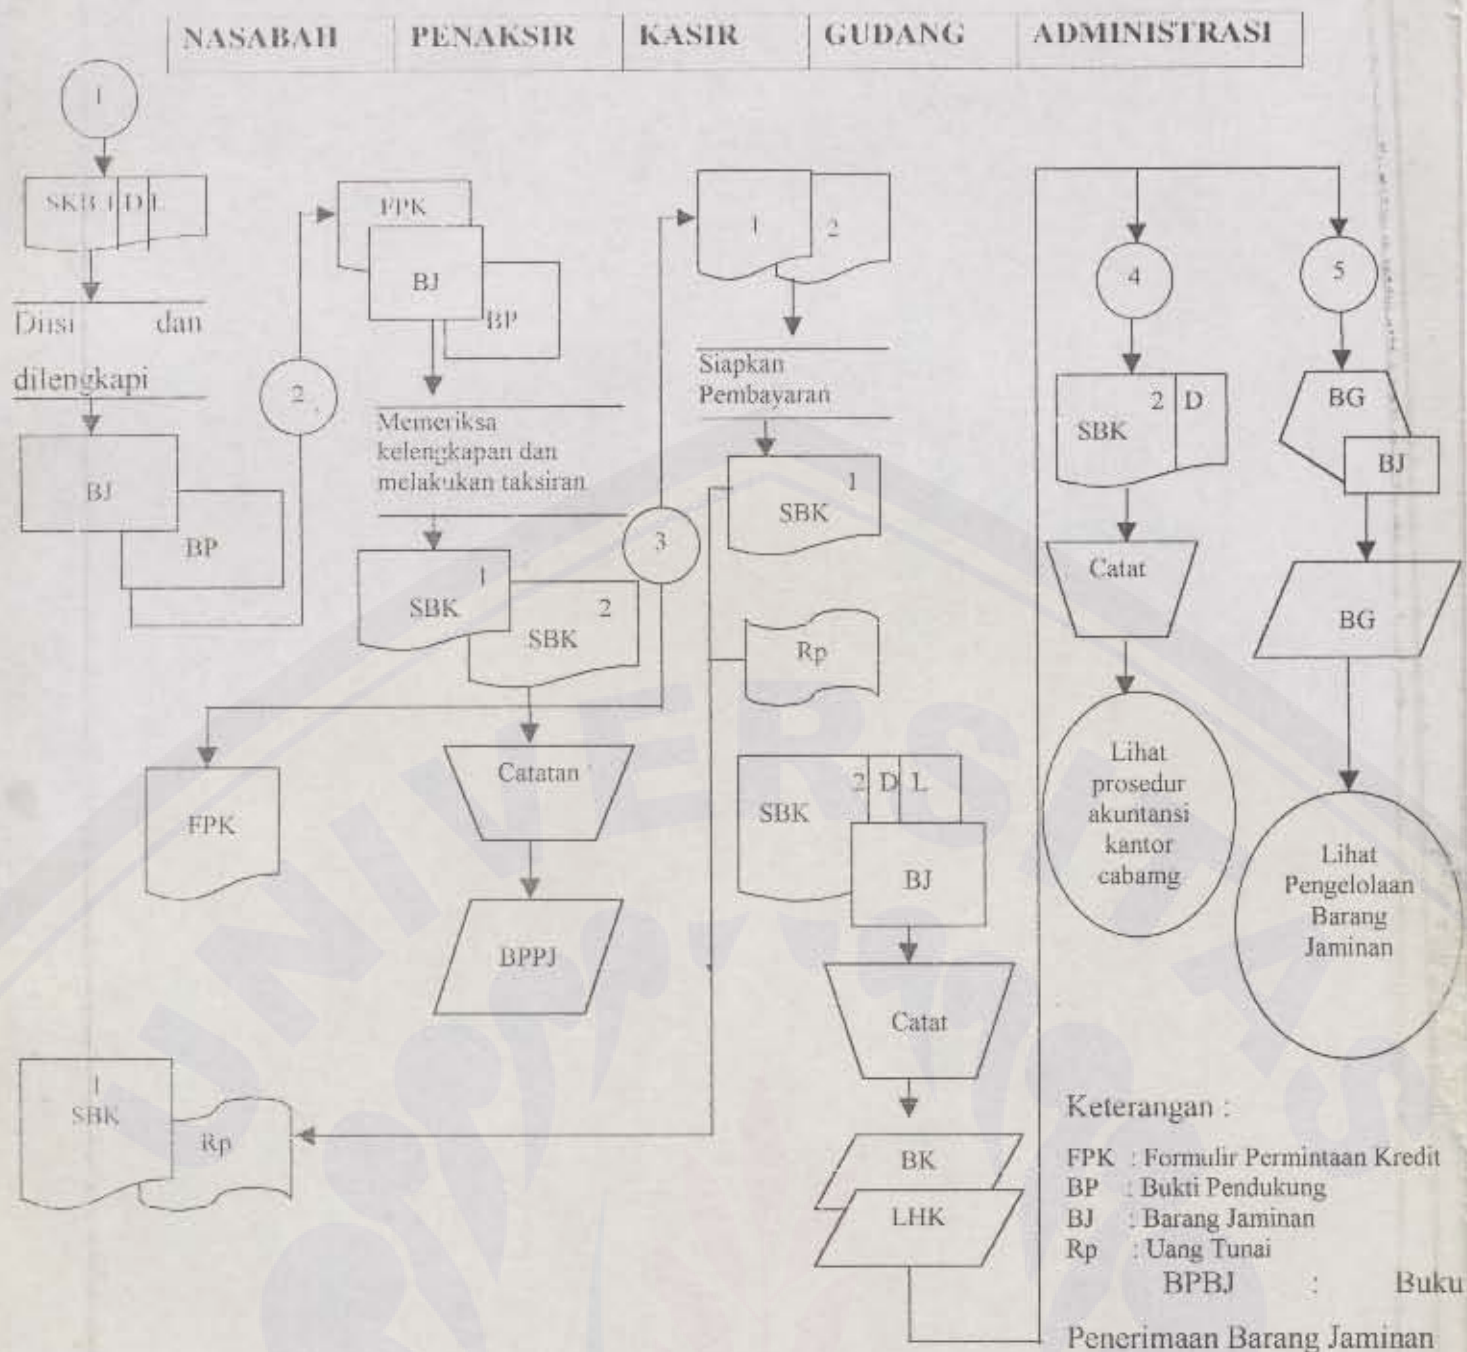 NASABAH PENAKSIR KASIR GUDANG ADMINISTRASI
1
SKB 1 D L
Diisi dan
dilengkapi
BJ
BP
2
FPK
BJ
BP
Memeriksa
kelengkapan dan
melakukan taksiran
1
SBK
2
SBK
3
FPK
Catatan
BPPJ
1
SBK
Rp
1
2
Siapkan
Pembayaran
1
SBK
Rp
2 D L
SBK
BJ
Catat
BK
LHK
4
2 D
SBK
Catat
Lihat
prosedur
akuntansi
kantor
cabamg
5
BG
BJ
BG
Lihat
Pengelolaan
Barang
Jaminan
Keterangan :
FPK : Formulir Permintaan Kredit
BP : Bukti Pendukung
BJ : Barang Jaminan
Rp : Uang Tunai
BPBJ : Buku
Penerimaan Barang Jaminan
UNIVERSITAS